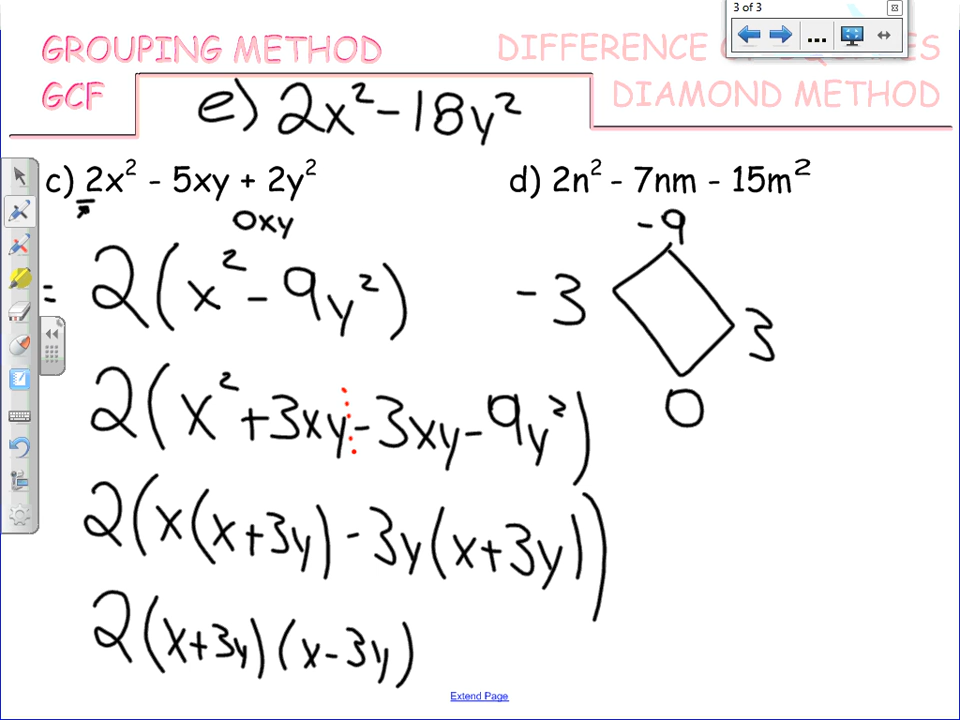 3 of 3
GROUPING METHOD
DIFFERENCE
GCF
DIAMOND METHOD
e) 2x² - 18y²
c) 2x² - 5xy + 2y²
d) 2n² - 7nm - 15m²
0xy
-9
= 2(x² - 9y²)
-3
3
0
2(x² + 3xy - 3xy - 9y²)
2(x(x+3y) - 3y(x+3y))
2(x+3y)(x-3y)
Extend Page